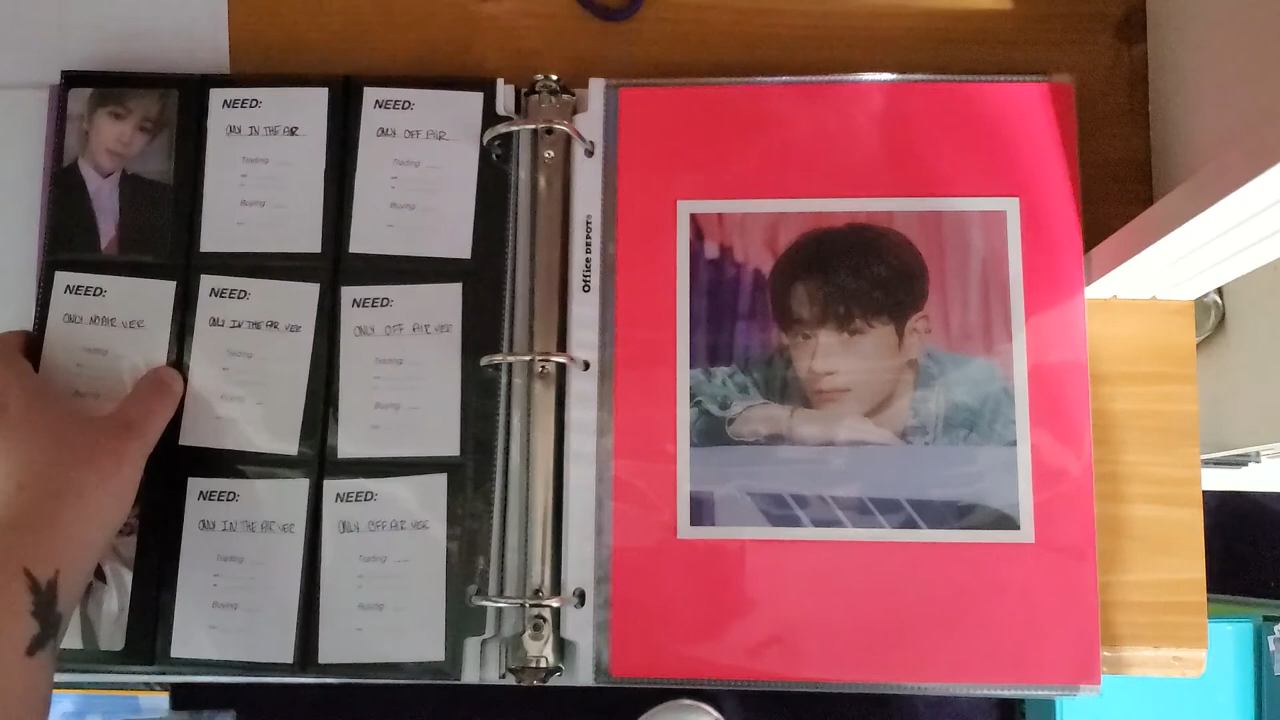 NEED:
ONLY IN THE AIR
Trading
Buying
NEED:
ONLY OFF AIR
Trading
Buying
NEED:
ONLY NO AIR VER
Trading
Buying
NEED:
ONLY IN THE AIR VER
Trading
Buying
NEED:
ONLY OFF AIR VER
Trading
Buying
NEED:
ONLY IN THE AIR VER
Trading
Buying
NEED:
ONLY OFF AIR VER
Trading
Buying
Office DEPOT®